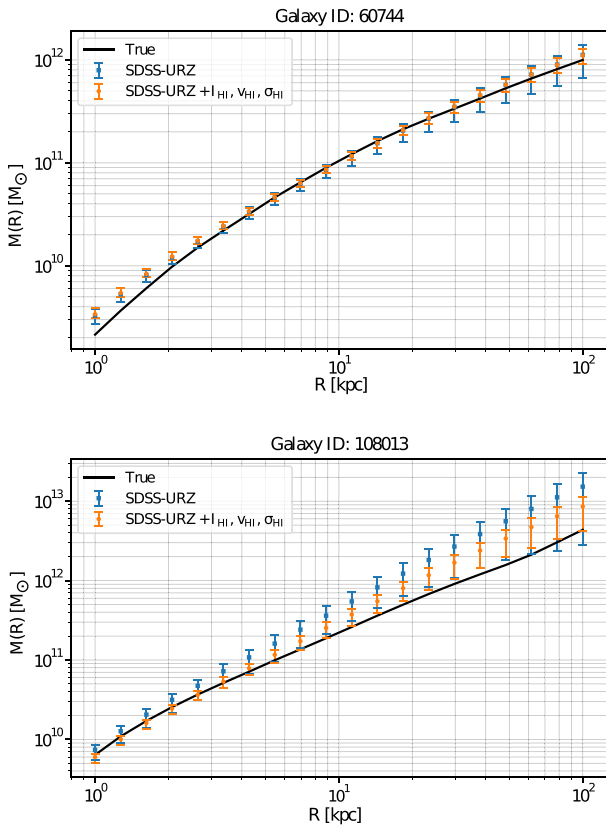 Galaxy ID: 60744
True
SDSS-URZ
SDSS-URZ + I_HI, v_HI, σ_HI
M(R) [M_⊙]
10^12
10^11
10^10
10^0
10^1
10^2
R [kpc]
Galaxy ID: 108013
True
SDSS-URZ
SDSS-URZ + I_HI, v_HI, σ_HI
M(R) [M_⊙]
10^13
10^12
10^11
10^10
10^0
10^1
10^2
R [kpc]